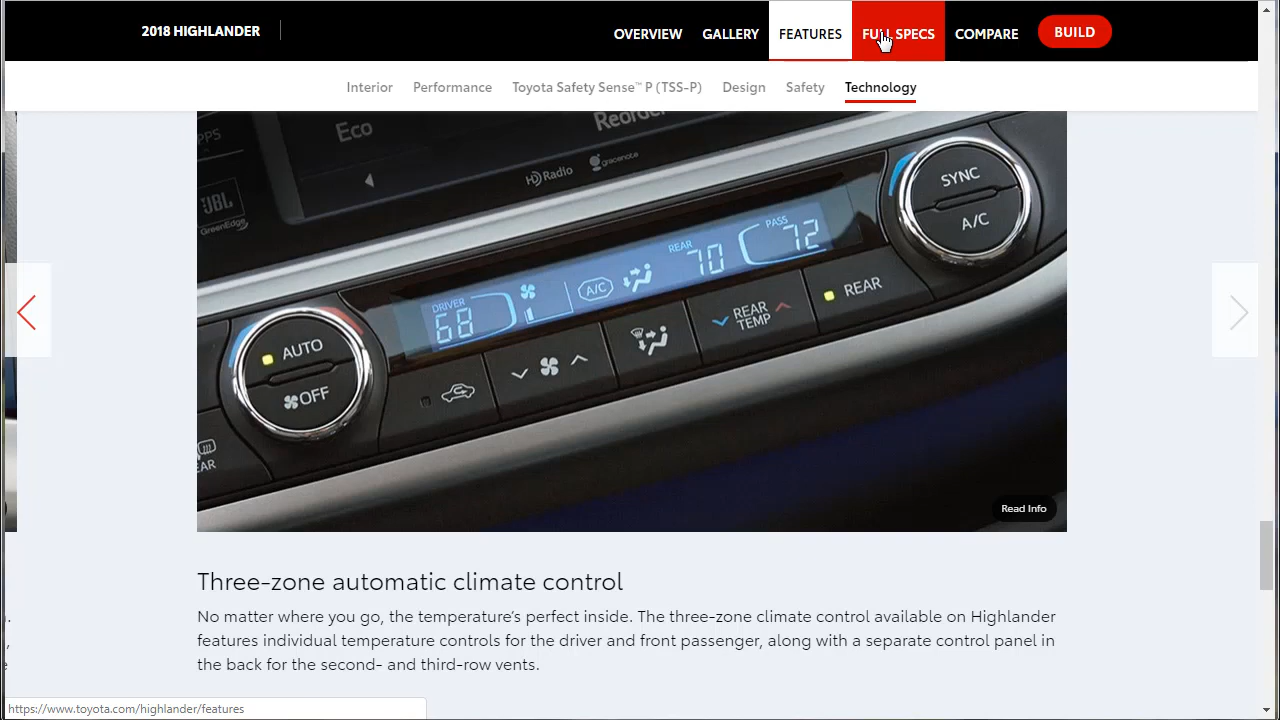 2018 HIGHLANDER
OVERVIEW GALLERY FEATURES FULL SPECS COMPARE BUILD
Interior Performance Toyota Safety Sense™ P (TSS-P) Design Safety Technology
Eco
HD Radio gracenote
JBL
GreenEdge
SYNC
A/C
DRIVER
68
A/C
REAR
70
PASS
72
AUTO
OFF
REAR
TEMP
REAR
Read Info
Three-zone automatic climate control
No matter where you go, the temperature's perfect inside. The three-zone climate control available on Highlander
features individual temperature controls for the driver and front passenger, along with a separate control panel in
the back for the second- and third-row vents.
https://www.toyota.com/highlander/features